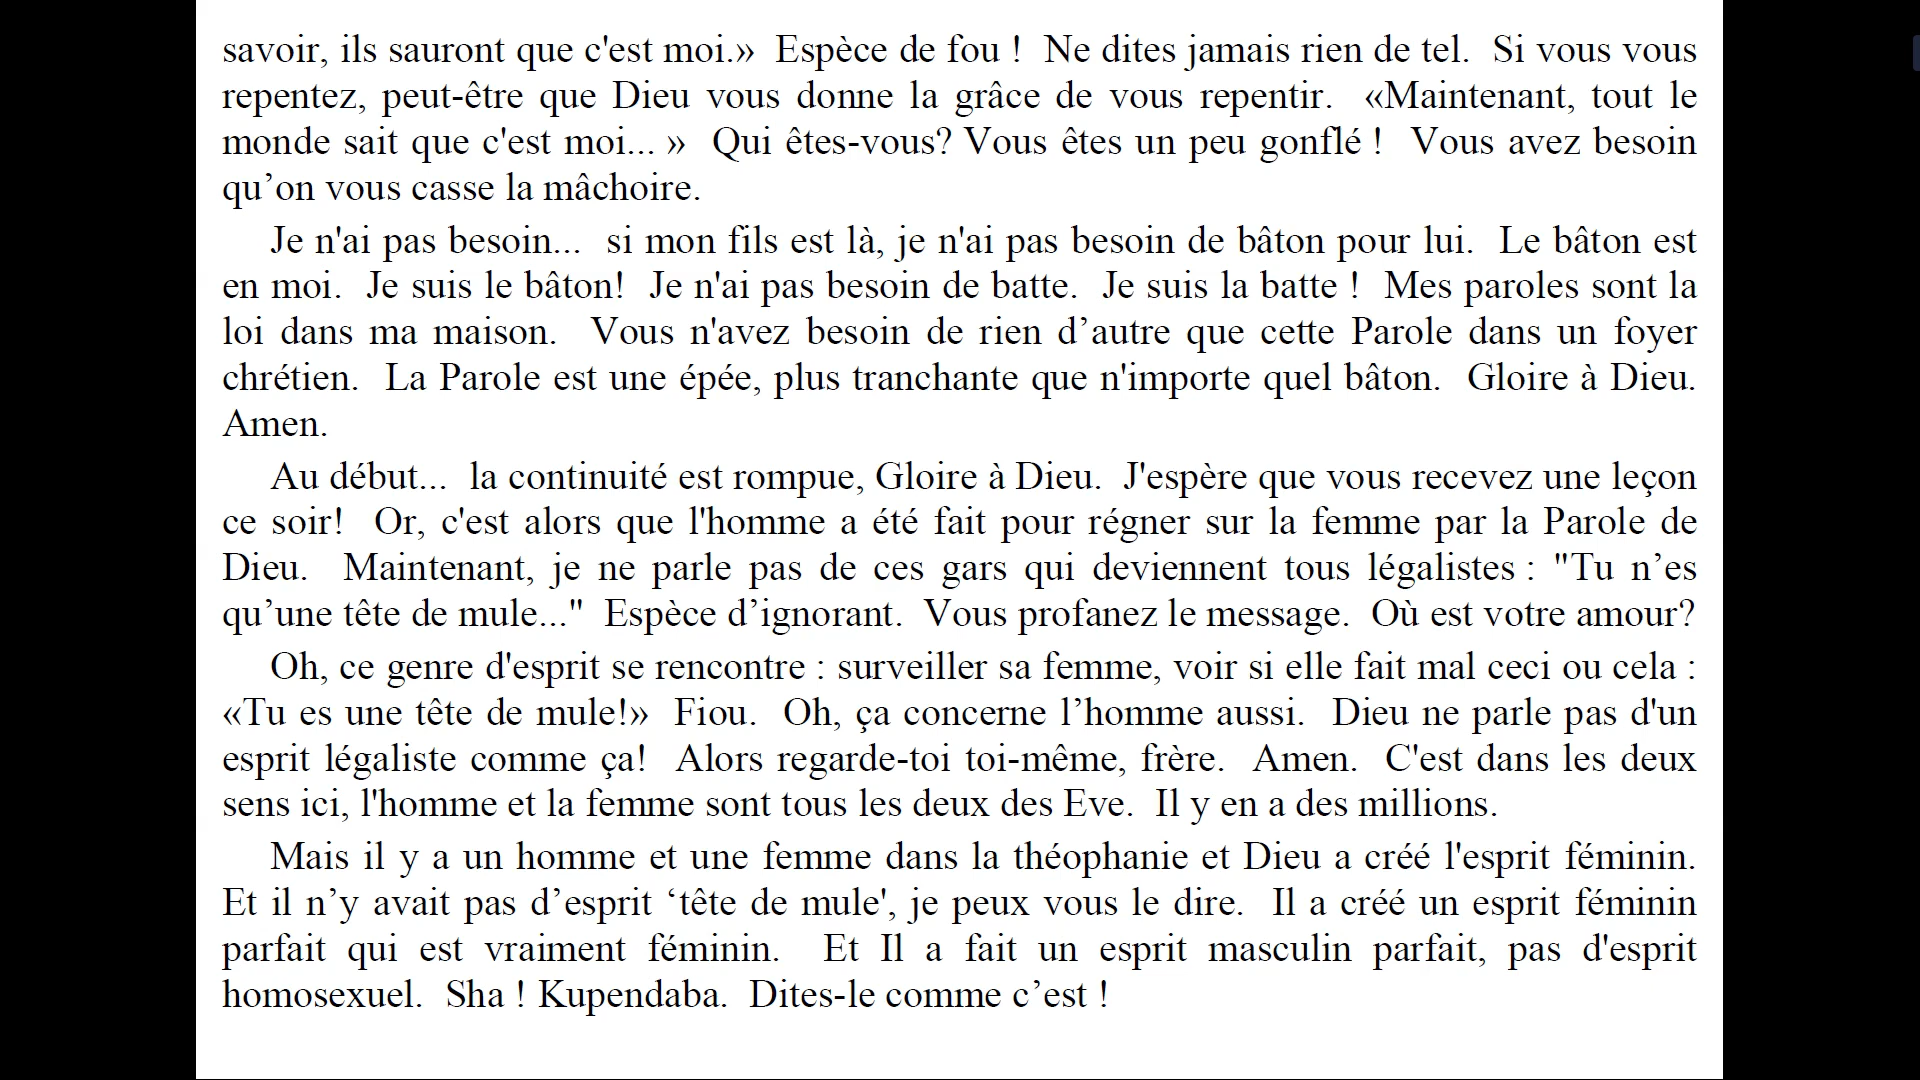 savoir, ils sauront que c'est moi.»  Espèce de fou !  Ne dites jamais rien de tel.  Si vous vous
repentez, peut-être que Dieu vous donne la grâce de vous repentir.  «Maintenant, tout le
monde sait que c'est moi... »  Qui êtes-vous? Vous êtes un peu gonflé !  Vous avez besoin
qu’on vous casse la mâchoire.
Je n'ai pas besoin...  si mon fils est là, je n'ai pas besoin de bâton pour lui.  Le bâton est
en moi.  Je suis le bâton!  Je n'ai pas besoin de batte.  Je suis la batte !  Mes paroles sont la
loi dans ma maison.  Vous n'avez besoin de rien d’autre que cette Parole dans un foyer
chrétien.  La Parole est une épée, plus tranchante que n'importe quel bâton.  Gloire à Dieu.
Amen.
Au début...  la continuité est rompue, Gloire à Dieu.  J'espère que vous recevez une leçon
ce soir!  Or, c'est alors que l'homme a été fait pour régner sur la femme par la Parole de
Dieu.  Maintenant, je ne parle pas de ces gars qui deviennent tous légalistes : "Tu n’es
qu’une tête de mule..."  Espèce d’ignorant.  Vous profanez le message.  Où est votre amour?
Oh, ce genre d'esprit se rencontre : surveiller sa femme, voir si elle fait mal ceci ou cela :
«Tu es une tête de mule!»  Fiou.  Oh, ça concerne l’homme aussi.  Dieu ne parle pas d'un
esprit légaliste comme ça!  Alors regarde-toi toi-même, frère.  Amen.  C'est dans les deux
sens ici, l'homme et la femme sont tous les deux des Eve.  Il y en a des millions.
Mais il y a un homme et une femme dans la théophanie et Dieu a créé l'esprit féminin.
Et il n’y avait pas d’esprit ‘tête de mule', je peux vous le dire.  Il a créé un esprit féminin
parfait qui est vraiment féminin.  Et Il a fait un esprit masculin parfait, pas d'esprit
homosexuel.  Sha ! Kupendaba.  Dites-le comme c’est !